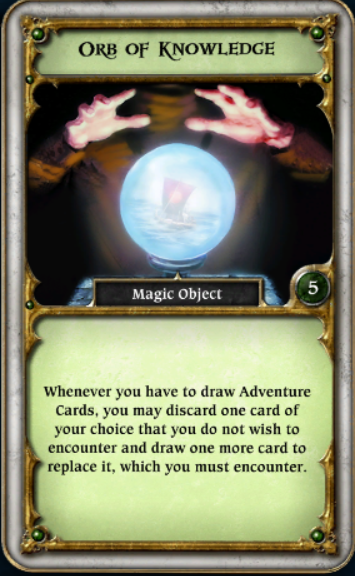 Orb of Knowledge
Magic Object
5
Whenever you have to draw Adventure
Cards, you may discard one card of
your choice that you do not wish to
encounter and draw one more card to
replace it, which you must encounter.